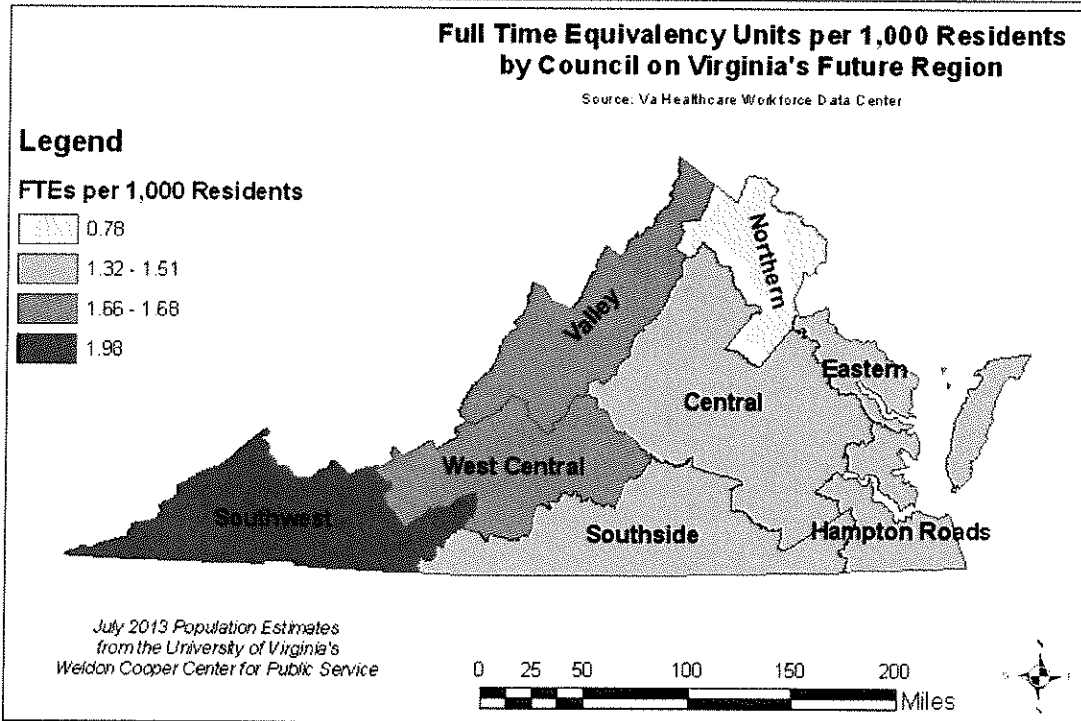 Full Time Equivalency Units per 1,000 Residents
by Council on Virginia's Future Region
Source: Va Healthcare Workforce Data Center
Legend
FTEs per 1,000 Residents
0.78
1.32 - 1.51
1.66 - 1.68
1.98
Northern
Valley
Eastern
Central
West Central
Southwest
Southside
Hampton Roads
July 2013 Population Estimates
from the University of Virginia's
Weldon Cooper Center for Public Service
0 25 50 100 150 200
Miles